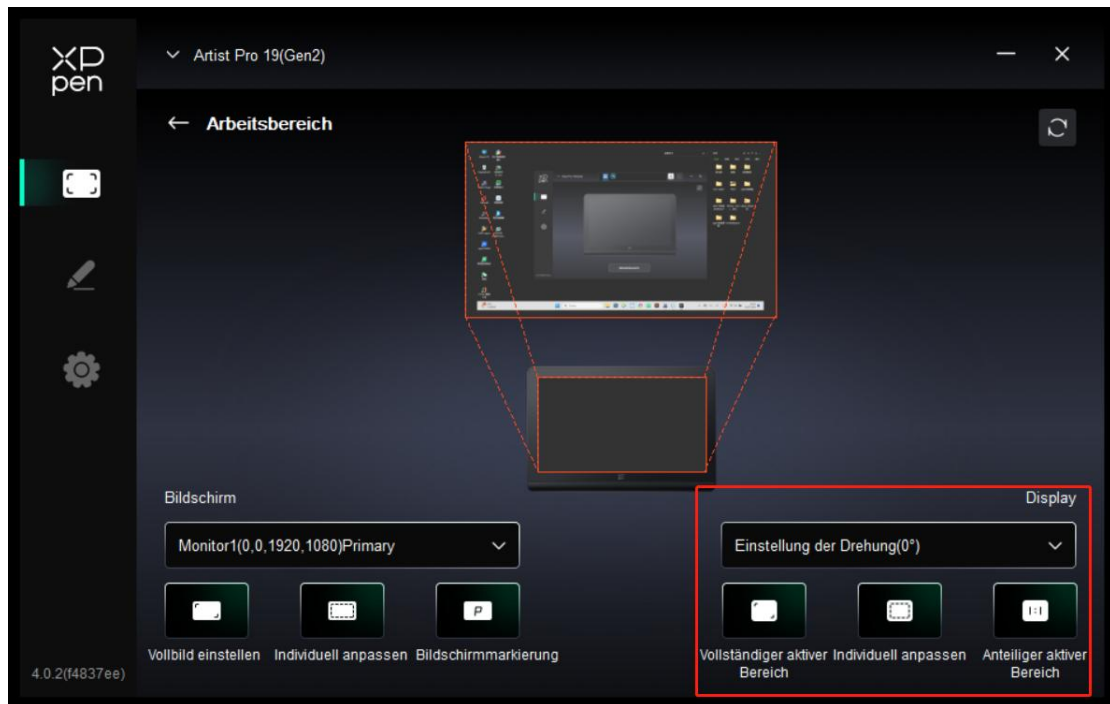 XP
pen
Artist Pro 19(Gen2)
Arbeitsbereich
Bildschirm
Display
Monitor1(0,0,1920,1080)Primary
Einstellung der Drehung(0°)
P
1:1
Vollbild einstellen
Individuell anpassen
Bildschirmmarkierung
Vollständiger aktiver
Bereich
Individuell anpassen
Anteiliger aktiver
Bereich
4.0.2(f4837ee)